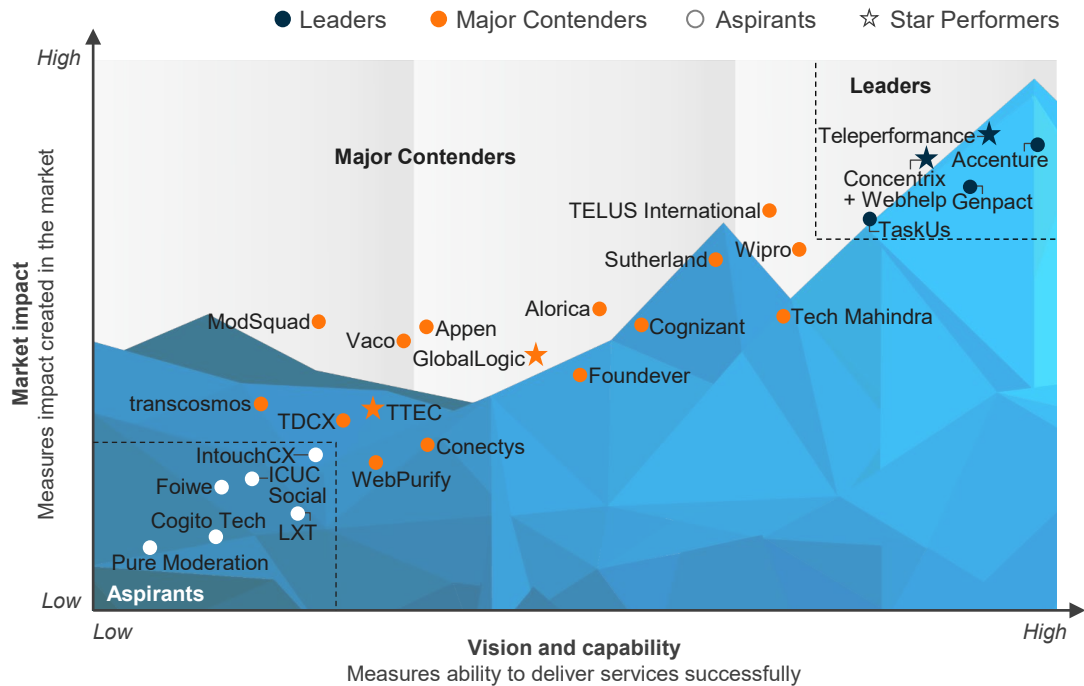 Leaders
Major Contenders
Aspirants
Star Performers
High
Leaders
Major Contenders
Teleperformance
Accenture
Concentrix
+ Webhelp
Genpact
TaskUs
TELUS International
Wipro
Sutherland
Alorica
ModSquad
Appen
Vaco
Cognizant
Tech Mahindra
GlobalLogic
Foundever
transcosmos
TTEC
TDCX
Conectys
WebPurify
IntouchCX
ICUC
Social
Foiwe
Cogito Tech
LXT
Pure Moderation
Aspirants
Market impact
Measures impact created in the market
Low
Low
High
Vision and capability
Measures ability to deliver services successfully